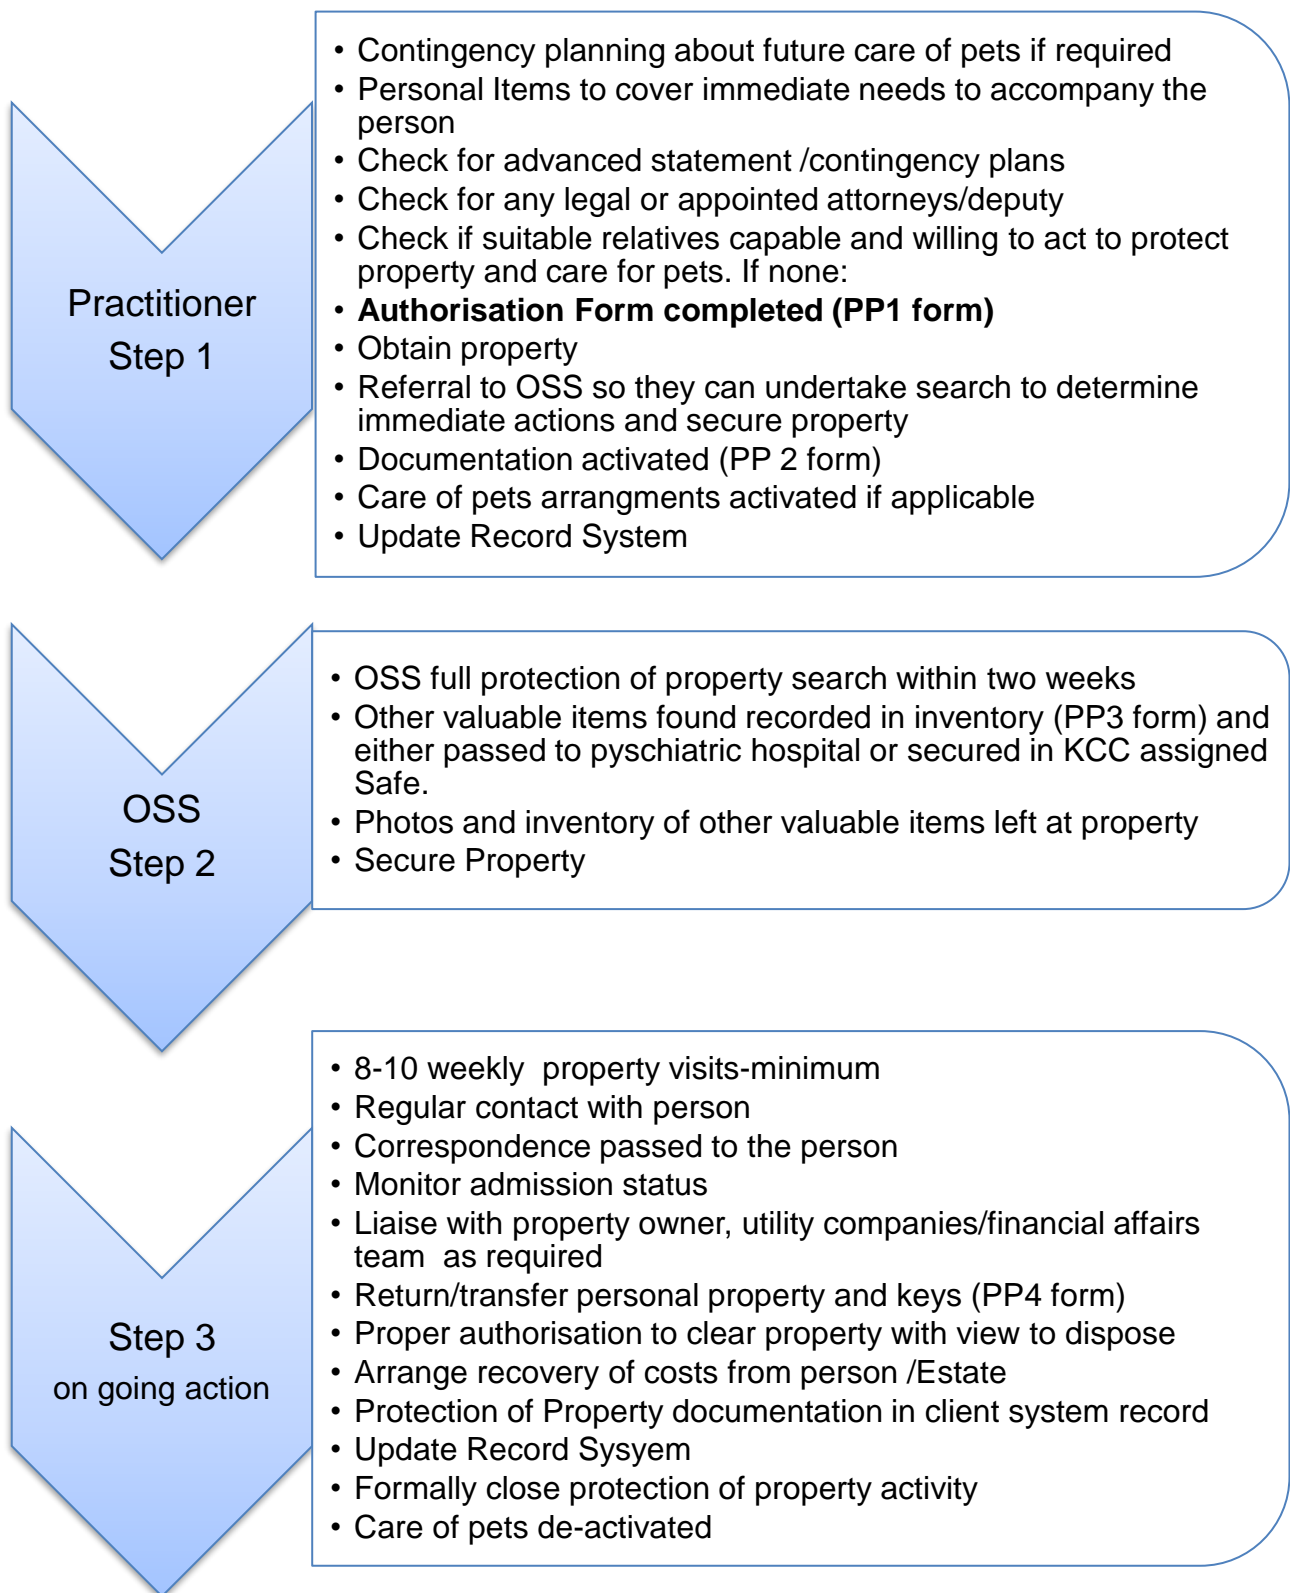 • Contingency planning about future care of pets if required
• Personal Items to cover immediate needs to accompany the
person
• Check for advanced statement /contingency plans
• Check for any legal or appointed attorneys/deputy
• Check if suitable relatives capable and willing to act to protect
property and care for pets. If none:
• Authorisation Form completed (PP1 form)
• Obtain property
• Referral to OSS so they can undertake search to determine
immediate actions and secure property
• Documentation activated (PP 2 form)
• Care of pets arrangments activated if applicable
• Update Record System
Practitioner
Step 1
• OSS full protection of property search within two weeks
• Other valuable items found recorded in inventory (PP3 form) and
either passed to pyschiatric hospital or secured in KCC assigned
Safe.
• Photos and inventory of other valuable items left at property
• Secure Property
OSS
Step 2
• 8-10 weekly  property visits-minimum
• Regular contact with person
• Correspondence passed to the person
• Monitor admission status
• Liaise with property owner, utility companies/financial affairs
team  as required
• Return/transfer personal property and keys (PP4 form)
• Proper authorisation to clear property with view to dispose
• Arrange recovery of costs from person /Estate
• Protection of Property documentation in client system record
• Update Record Sysyem
• Formally close protection of property activity
• Care of pets de-activated
Step 3
on going action